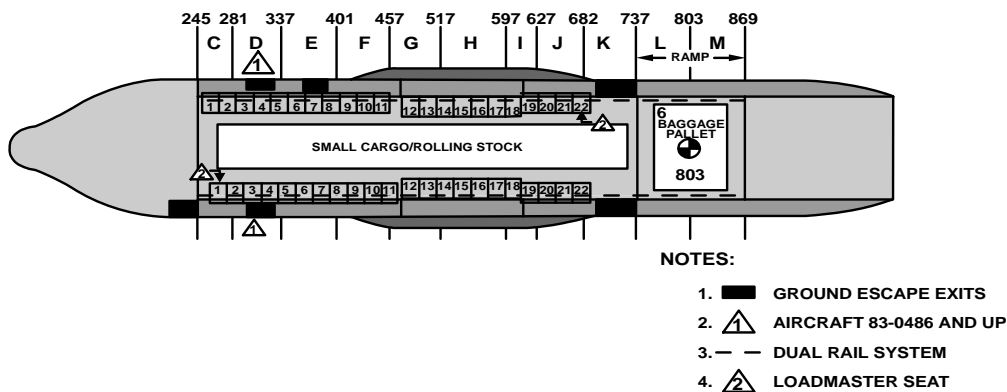 245 281 337 401 457 517 597 627 682 737 803 869
C D E F G H I J K L M
RAMP
1
1 2 3 4 5 6 7 8 9 10 11 12 13 14 15 16 17 18 19 20 21 22
2
6
BAGGAGE
PALLET
803
SMALL CARGO/ROLLING STOCK
2
1 2 3 4 5 6 7 8 9 10 11 12 13 14 15 16 17 18 19 20 21 22
1
NOTES:
1. GROUND ESCAPE EXITS
2. 1 AIRCRAFT 83-0486 AND UP
3. DUAL RAIL SYSTEM
4. 2 LOADMASTER SEAT